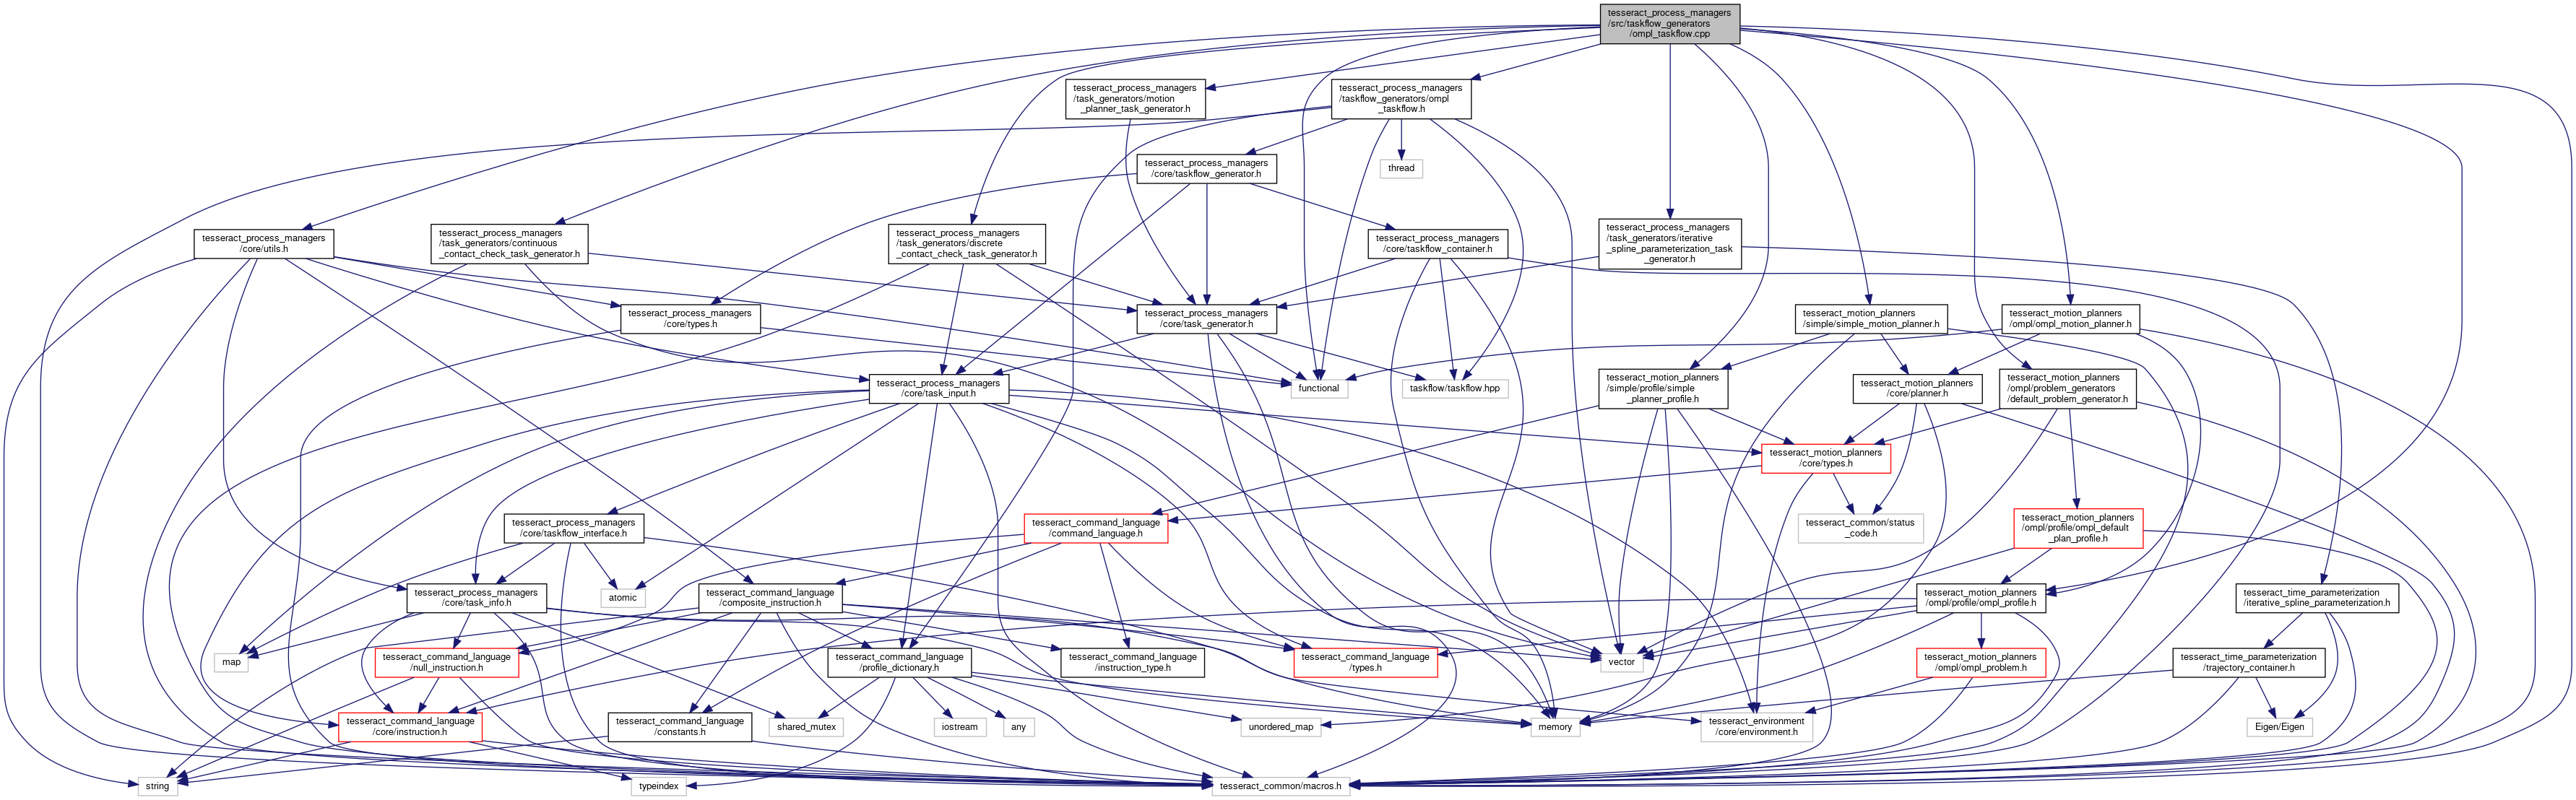 tesseract_process_managers
/src/taskflow_generators
/ompl_taskflow.cpp
tesseract_process_managers
/task_generators/motion
_planner_task_generator.h
tesseract_process_managers
/taskflow_generators/ompl
_taskflow.h
tesseract_process_managers
/core/taskflow_generator.h
thread
tesseract_process_managers
/core/utils.h
tesseract_process_managers
/task_generators/continuous
_contact_check_task_generator.h
tesseract_process_managers
/task_generators/discrete
_contact_check_task_generator.h
tesseract_process_managers
/core/taskflow_container.h
tesseract_process_managers
/task_generators/iterative
_spline_parameterization_task
_generator.h
tesseract_process_managers
/core/types.h
tesseract_process_managers
/core/task_generator.h
tesseract_motion_planners
/simple/simple_motion_planner.h
tesseract_motion_planners
/ompl/ompl_motion_planner.h
tesseract_process_managers
/core/task_input.h
functional
taskflow/taskflow.hpp
tesseract_motion_planners
/simple/profile/simple
_planner_profile.h
tesseract_motion_planners
/core/planner.h
tesseract_motion_planners
/ompl/problem_generators
/default_problem_generator.h
tesseract_motion_planners
/core/types.h
tesseract_process_managers
/core/taskflow_interface.h
tesseract_command_language
/command_language.h
tesseract_common/status
_code.h
tesseract_motion_planners
/ompl/profile/ompl_default
_plan_profile.h
tesseract_process_managers
/core/task_info.h
atomic
tesseract_command_language
/composite_instruction.h
tesseract_motion_planners
/ompl/profile/ompl_profile.h
tesseract_time_parameterization
/iterative_spline_parameterization.h
map
tesseract_command_language
/null_instruction.h
tesseract_command_language
/profile_dictionary.h
tesseract_command_language
/instruction_type.h
tesseract_command_language
/types.h
vector
tesseract_motion_planners
/ompl/ompl_problem.h
tesseract_time_parameterization
/trajectory_container.h
tesseract_command_language
/core/instruction.h
tesseract_command_language
/constants.h
shared_mutex
iostream
any
unordered_map
memory
tesseract_environment
/core/environment.h
Eigen/Eigen
string
typeindex
tesseract_common/macros.h